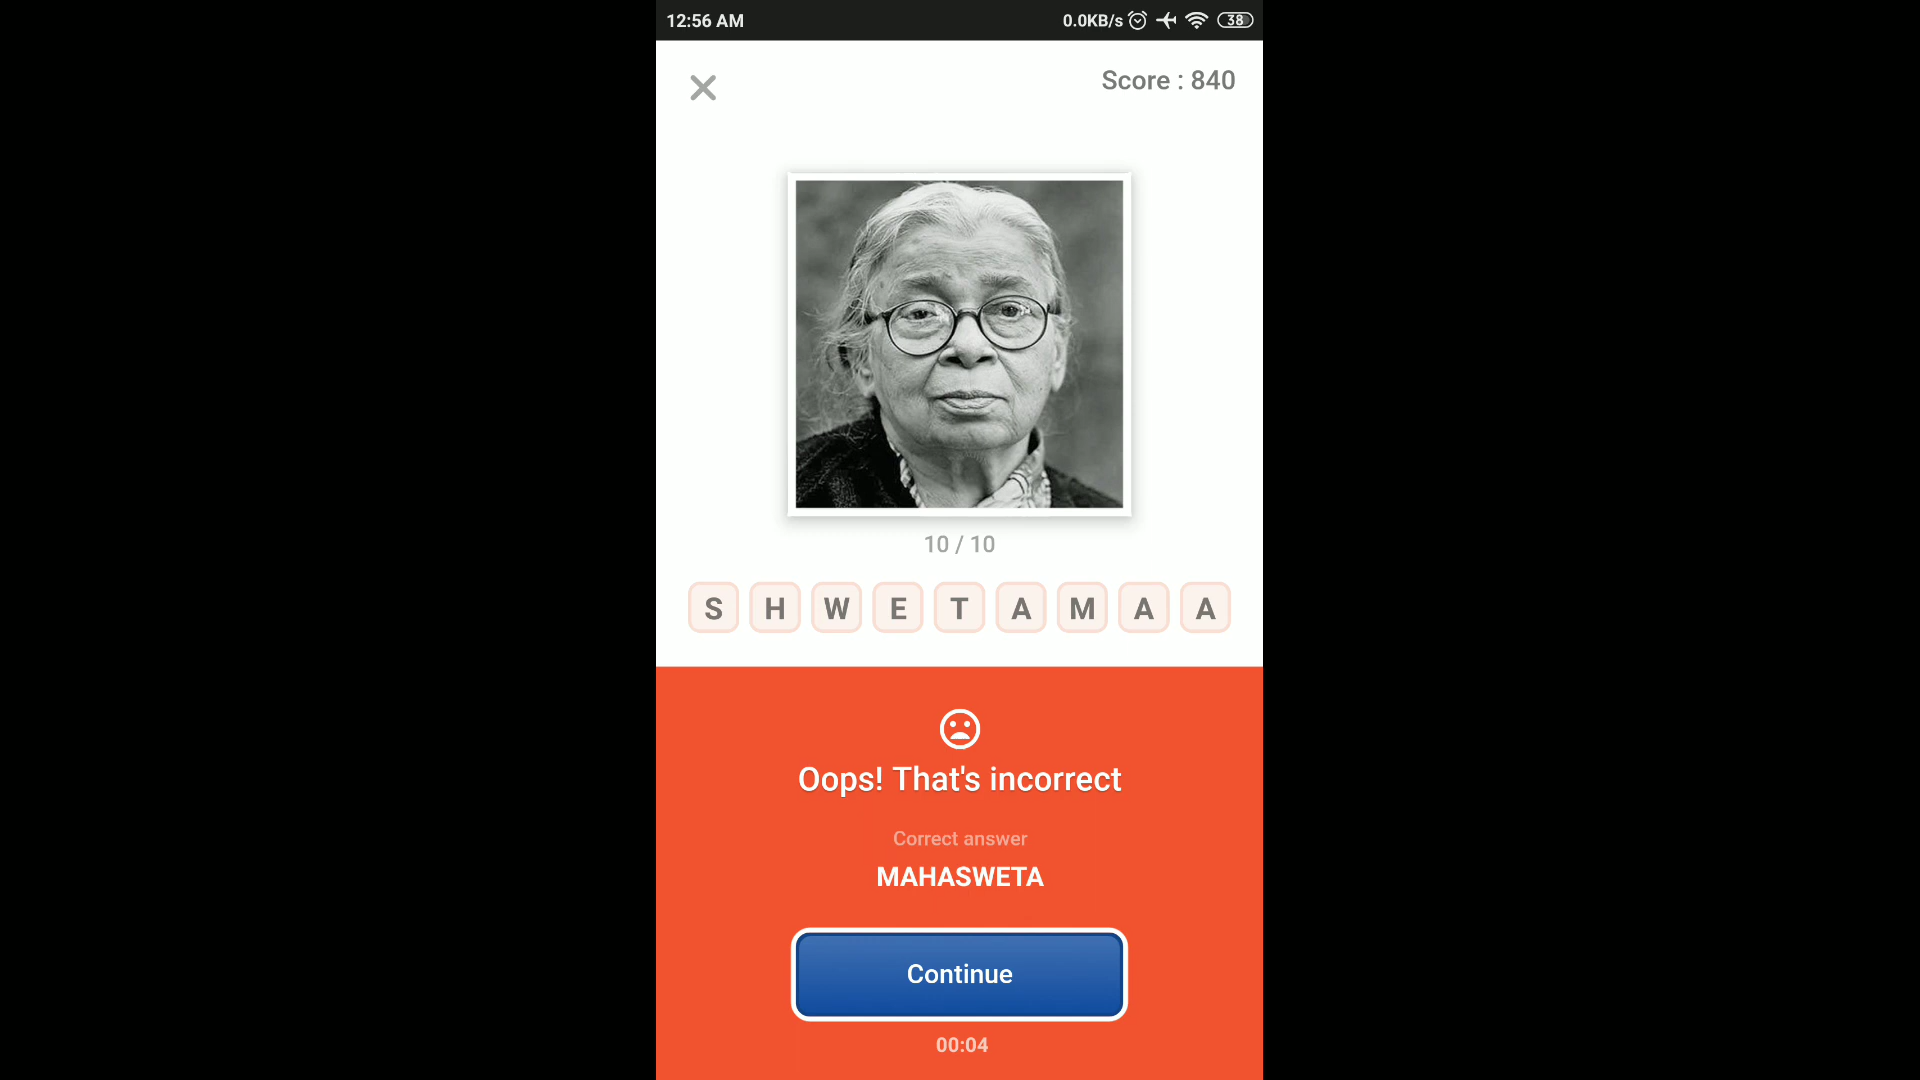 12:56 AM 0.0KB/s 38
Score : 840
10 / 10
S H W E T A M A A
Oops! That's incorrect
Correct answer
MAHASWETA
Continue
00:04